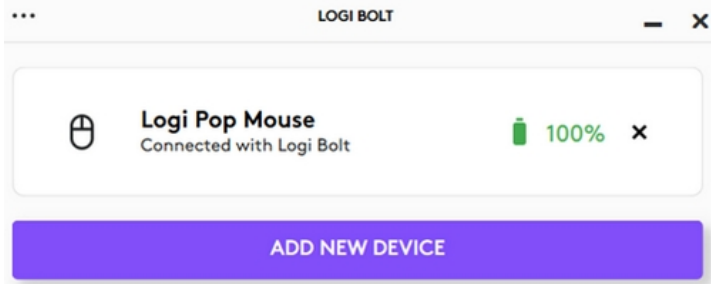 LOGI BOLT
Logi Pop Mouse
Connected with Logi Bolt
100%
ADD NEW DEVICE